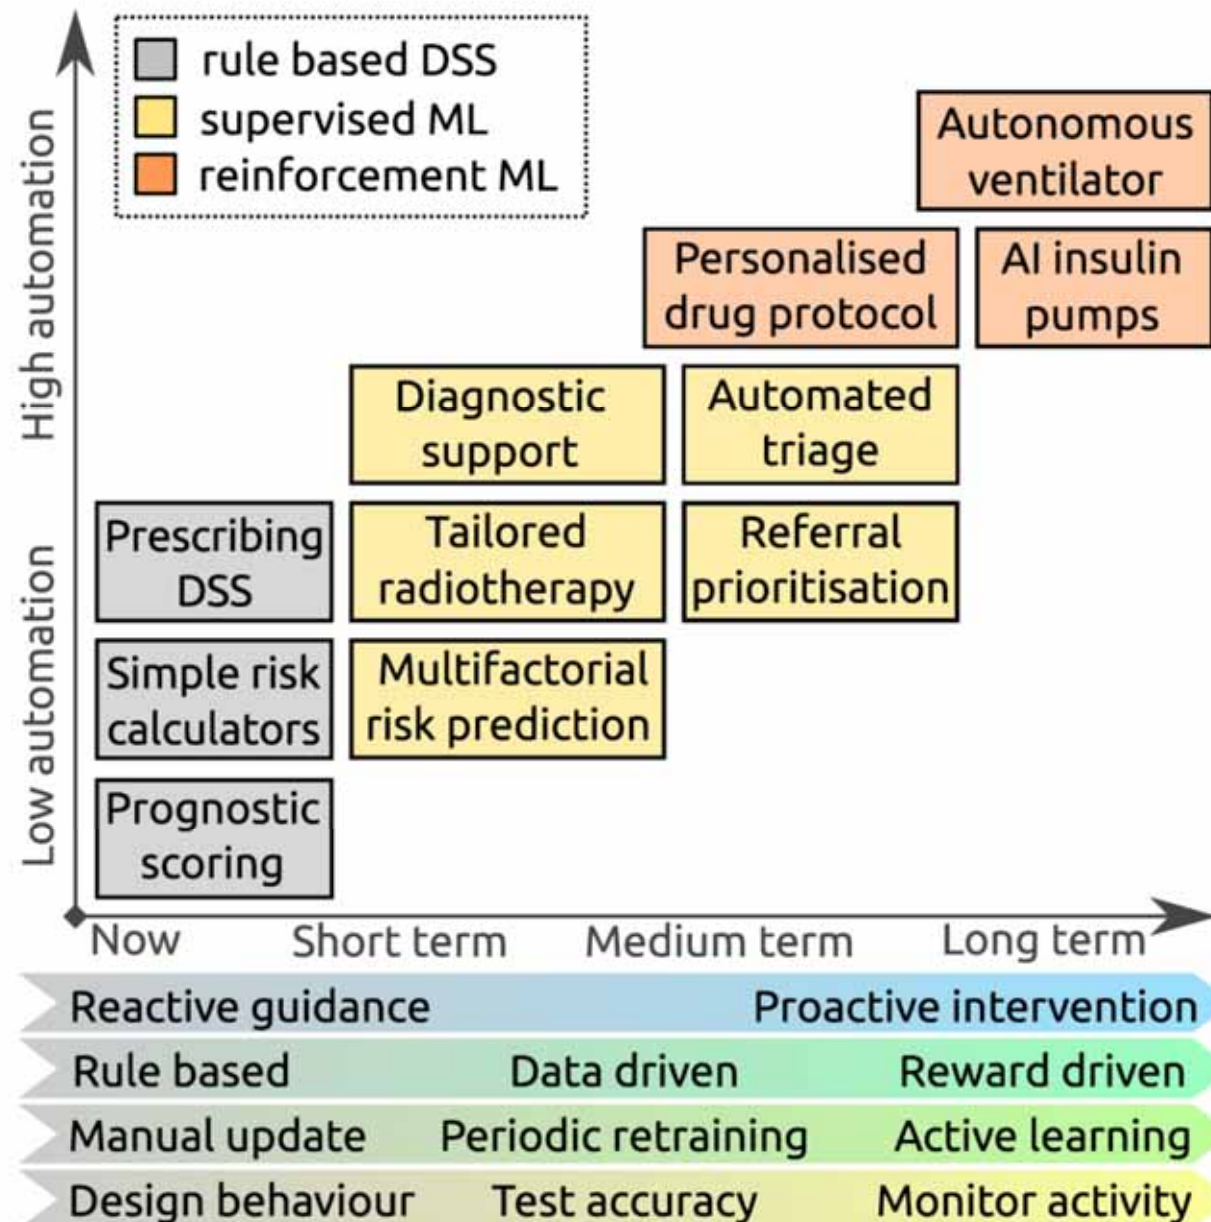 rule based DSS
supervised ML
reinforcement ML
High automation
Low automation
Autonomous
ventilator
Personalised
drug protocol
AI insulin
pumps
Diagnostic
support
Automated
triage
Prescribing
DSS
Tailored
radiotherapy
Referral
prioritisation
Simple risk
calculators
Multifactorial
risk prediction
Prognostic
scoring
Now Short term Medium term Long term
Reactive guidance Proactive intervention
Rule based Data driven Reward driven
Manual update Periodic retraining Active learning
Design behaviour Test accuracy Monitor activity